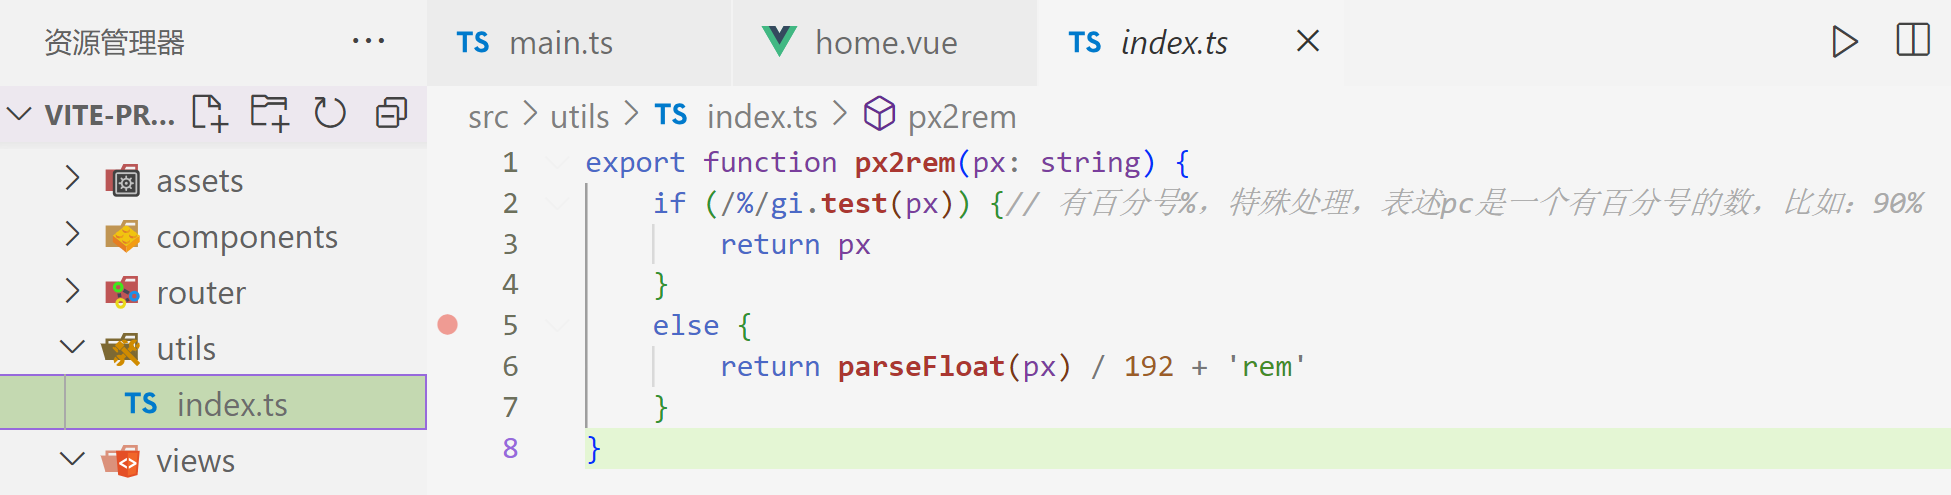 资源管理器 ···
TS main.ts
home.vue
TS index.ts
VITE-PR...
src > utils > TS index.ts > px2rem
assets
components
router
utils
TS index.ts
views
1 export function px2rem(px: string) {
2 if (/%/gi.test(px)) {// 有百分号%，特殊处理，表述pc是一个有百分号的数，比如：90%
3 return px
4 }
5 else {
6 return parseFloat(px) / 192 + 'rem'
7 }
8 }